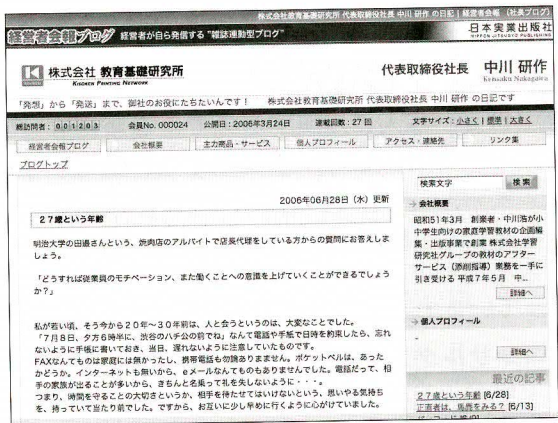 株式会社教育基礎研究所 代表取締役社長 中川 研作 の日記 | 経営者会報 (社長ブログ)
経営者会報ブログ 経営者が自ら発信する"雑誌連動型ブログ"
日本実業出版社
NIPPON JITSUGYO PUBLISHING
株式会社 教育基礎研究所
KISOKEN PRINTING NETWORK
代表取締役社長 中川 研作
Kensaku Nakagawa
「発想」から「発送」まで、御社のお役にたちたいんです! 株式会社教育基礎研究所 代表取締役社長 中川 研作 の日記です
総訪問者: 001203 会員No. 000024 公開日: 2006年3月24日 連載回数: 27 回 文字サイズ: 小さく | 標準 | 大きく
経営者会報ブログ 会社概要 主力商品・サービス 個人プロフィール アクセス・連絡先 リンク集
ブログトップ
2006年06月28日 (水) 更新
27歳という年齢
明治大学の田邉さんという、焼肉店のアルバイトで店長代理をしている方からの質問にお答えしま
しょう。
「どうすれば従業員のモチベーション、また働くことへの意識を上げていくことができるでしょう
か?」
私が若い頃、そう今から20年〜30年前は、人と会うというのは、大変なことでした。
「7月8日、夕方6時半に、渋谷のハチ公の前でね」なんて電話や手紙で日時を約束したら、忘れ
ないように手帳に書いておき、当日、遅れないように注意していたものです。
FAXなんてものは家庭には無かったし、携帯電話も勿論ありません。ポケットベルは、あった
かどうか。インターネットも無いから、eメールなんてものもありませんでした。電話だって、相
手の家族が出ることが多いから、きちんと名乗って礼を失しないように・・・。
つまり、時間を守ることの大切さというか、相手を待たせてはいけないという、思いやる気持ち
を、持っていて当たり前でした。ですから、お互いに少し早めに行くように心がけていました。
検索文字 検索
会社概要
昭和51年3月 創業者・中川浩が小
中学生向けの家庭学習教材の企画編
集・出版事業で創業 株式会社学習
研究社グループの教材のアフター
サービス(添削指導)業務を一手に
引き受ける 平成7年5月 中...
詳細へ
個人プロフィール
-
詳細へ
最近の記事
27歳という年齢 [6/28]
正直者は、馬鹿をみる? [6/13]